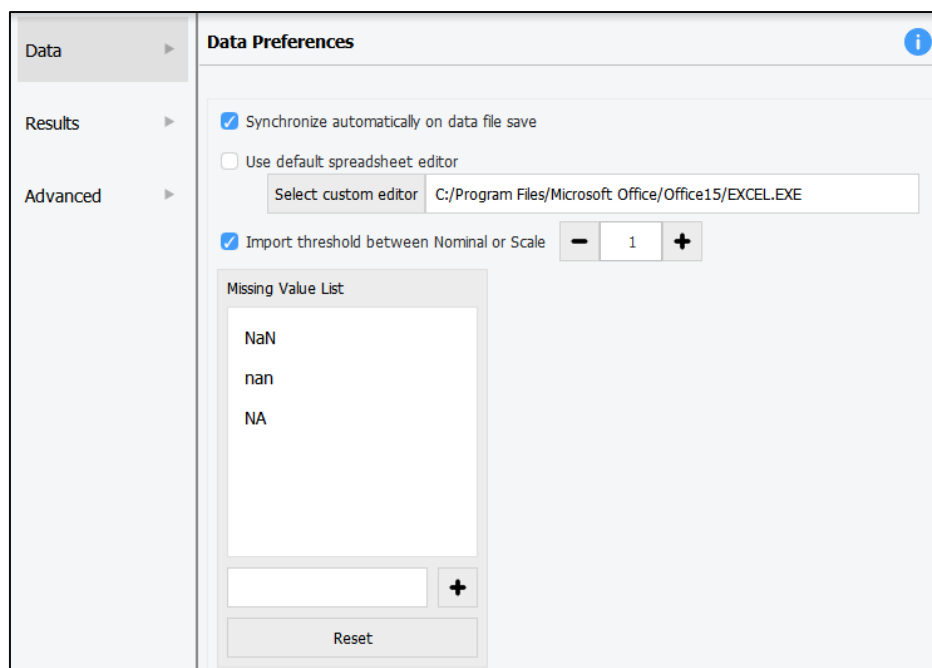 Data
Results
Advanced
Data Preferences
i
Synchronize automatically on data file save
Use default spreadsheet editor
Select custom editor C:/Program Files/Microsoft Office/Office15/EXCEL.EXE
Import threshold between Nominal or Scale - 1 +
Missing Value List
NaN
nan
NA
+
Reset